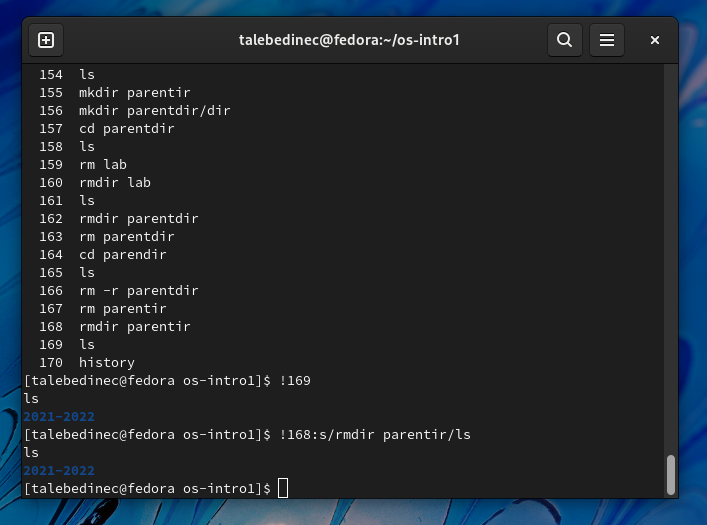 talebedinec@fedora:~/os-intro1
154 ls
155 mkdir parentir
156 mkdir parentdir/dir
157 cd parentdir
158 ls
159 rm lab
160 rmdir lab
161 ls
162 rmdir parentdir
163 rm parentdir
164 cd parendir
165 ls
166 rm -r parentdir
167 rm parentir
168 rmdir parentir
169 ls
170 history
[talebedinec@fedora os-intro1]$ !169
ls
2021-2022
[talebedinec@fedora os-intro1]$ !168:s/rmdir parentir/ls
ls
2021-2022
[talebedinec@fedora os-intro1]$